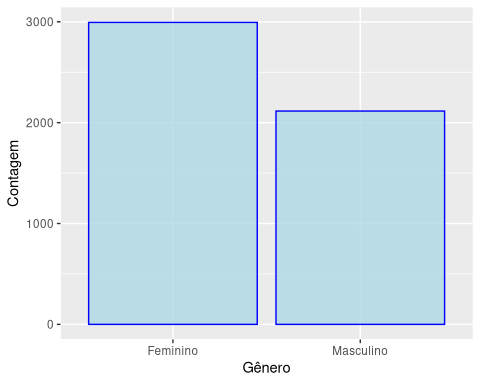 3000
2000
1000
0
Contagem
Feminino
Masculino
Gênero